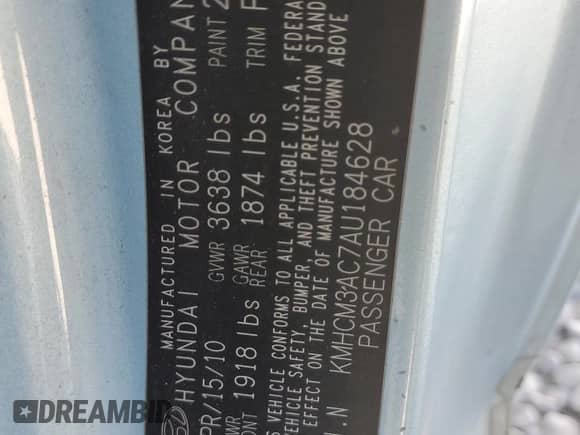 MANUFACTURED IN KOREA BY
HYUNDAI MOTOR COMPAN
PR/15/10 GVWR 3638 lbs PAINT 2
1918 lbs GAWR REAR 1874 lbs TRIM F
VEHICLE CONFORMS TO ALL APPLICABLE U.S.A. FEDERA
VEHICLE SAFETY, BUMPER, AND THEFT PREVENTION STAND
EFFECT ON THE DATE OF MANUFACTURE SHOWN ABOVE
.N KMHCM3AC7AU184628
PASSENGER CAR
DREAMBID